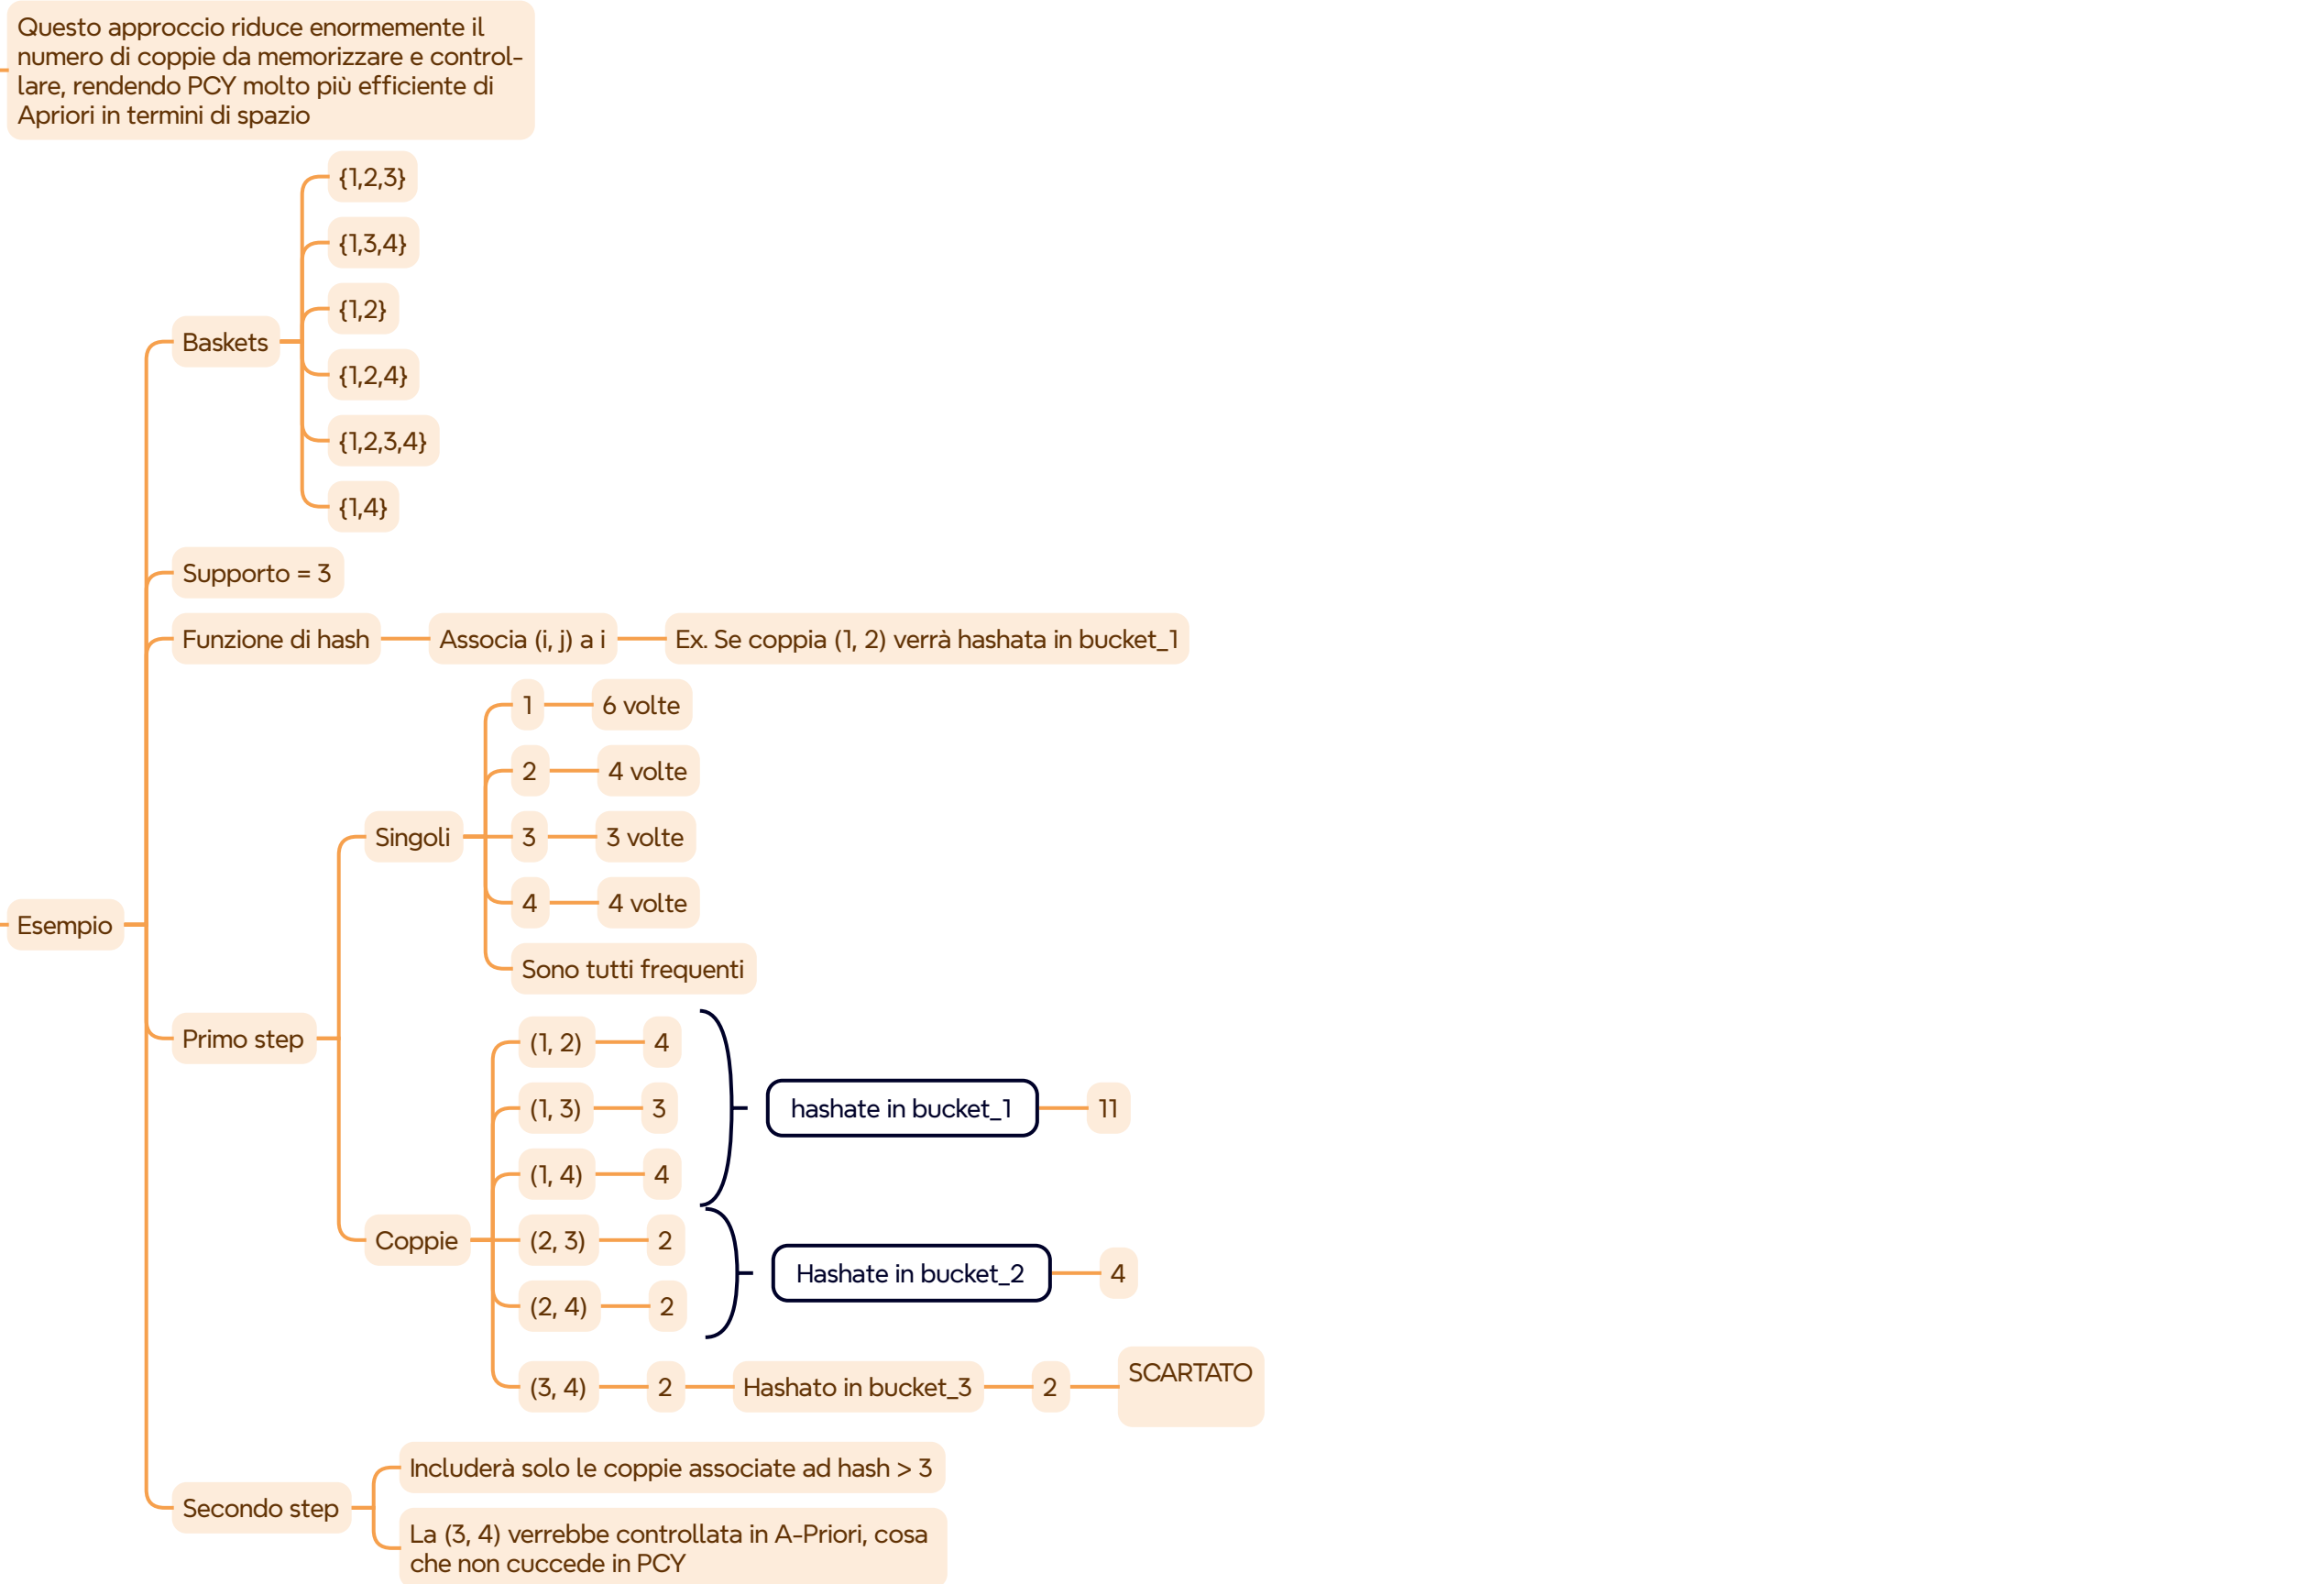 Questo approccio riduce enormemente il
numero di coppie da memorizzare e control-
lare, rendendo PCY molto più efficiente di
Apriori in termini di spazio
{1,2,3}
{1,3,4}
{1,2}
Baskets
{1,2,4}
{1,2,3,4}
{1,4}
Supporto = 3
Funzione di hash
Associa (i, j) a i
Ex. Se coppia (1, 2) verrà hashata in bucket_1
1
6 volte
2
4 volte
Singoli
3
3 volte
4
4 volte
Esempio
Sono tutti frequenti
Primo step
(1, 2)
4
(1, 3)
3
hashate in bucket_1
11
(1, 4)
4
Coppie
(2, 3)
2
Hashate in bucket_2
4
(2, 4)
2
(3, 4)
2
Hashato in bucket_3
2
SCARTATO
Includerà solo le coppie associate ad hash > 3
Secondo step
La (3, 4) verrebbe controllata in A-Priori, cosa
che non cuccede in PCY